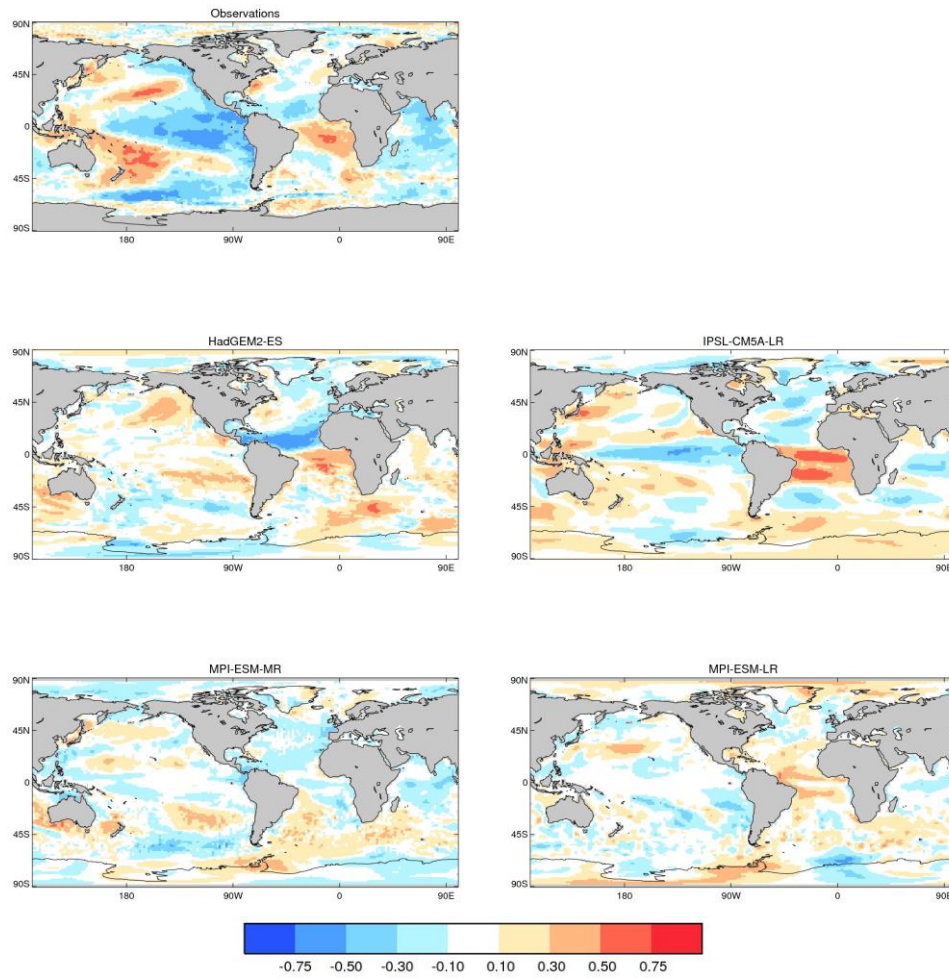 Observations
90N
45N
0
45S
90S
180 90W 0 90E
HadGEM2-ES
90N
45N
0
45S
90S
180 90W 0 90E
IPSL-CM5A-LR
90N
45N
0
45S
90S
180 90W 0 90E
MPI-ESM-MR
90N
45N
0
45S
90S
180 90W 0 90E
MPI-ESM-LR
90N
45N
0
45S
90S
180 90W 0 90E
-0.75 -0.50 -0.30 -0.10 0.10 0.30 0.50 0.75